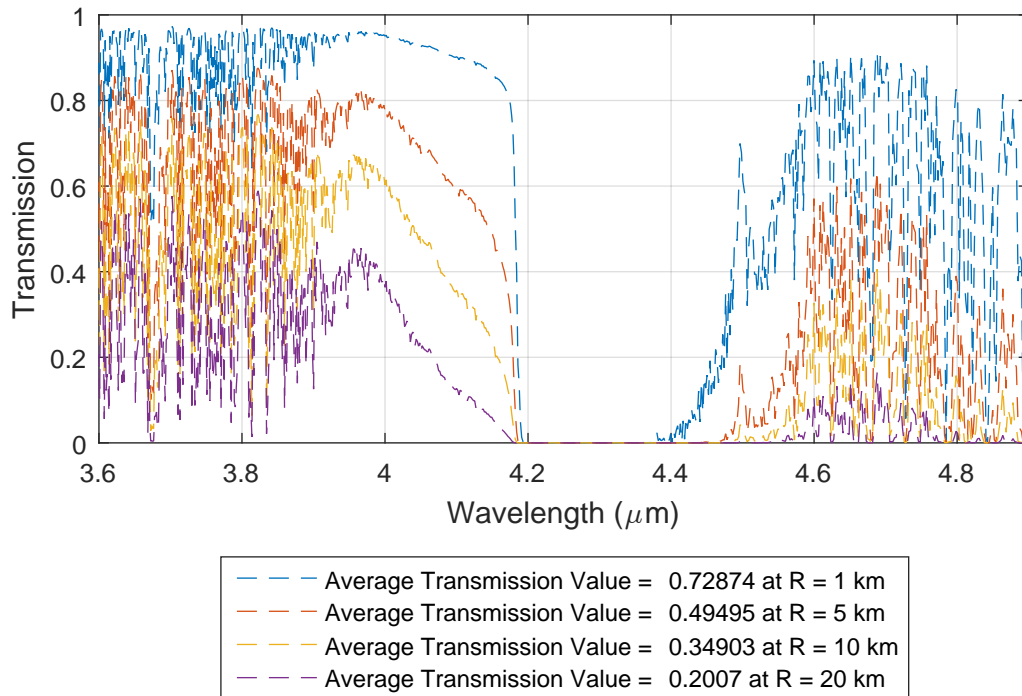 1
0.8
0.6
0.4
0.2
0
Transmission
3.6 3.8 4 4.2 4.4 4.6 4.8
Wavelength (μm)
Average Transmission Value = 0.72874 at R = 1 km
Average Transmission Value = 0.49495 at R = 5 km
Average Transmission Value = 0.34903 at R = 10 km
Average Transmission Value = 0.2007 at R = 20 km